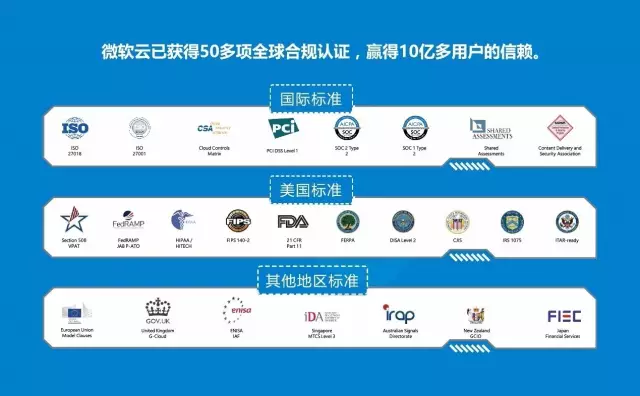 微软云已获得50多项全球合规认证，赢得10亿多用户的信赖。
国际标准
ISO
ISO
27018
ISO
27001
CSA
Cloud Controls
Matrix
PCI
PCI DSS Level 1
AICPA
SOC
SOC 2 Type
2
AICPA
SOC
SOC 1 Type
2
SHARED
ASSESSMENTS
Shared
Assessments
Content Delivery and
Security Association
美国标准
Section 508
VPAT
FedRAMP
FedRAMP
JAB P-ATO
HIPAA /
HITECH
FIPS
FIPS 140-2
FDA
21 CFR
Part 11
FERPA
DISA Level 2
CJIS
IRS 1075
ITAR-ready
其他地区标准
European Union
Model Clauses
GOV.UK
United Kingdom
G-Cloud
enisa
ENISA
IAF
iDA
Singapore
MTCS Level 3
irap
Australian Signals
Directorate
New Zealand
GCIO
FIEC
Japan
Financial Services